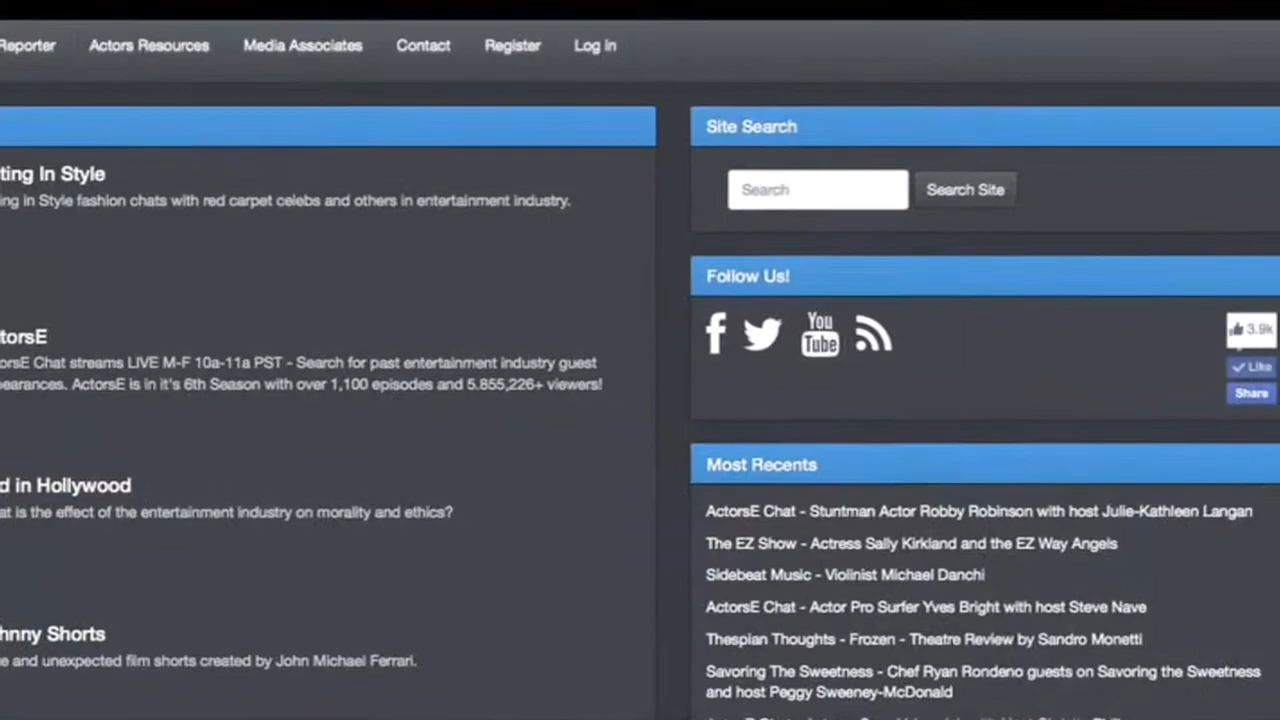 Reporter Actors Resources Media Associates Contact Register Log in
ting In Style
ing in Style fashion chats with red carpet celebs and others in entertainment industry.
torsE
orsE Chat streams LIVE M-F 10a-11a PST - Search for past entertainment industry guest
earances. ActorsE is in it's 6th Season with over 1,100 episodes and 5.855,226+ viewers!
d in Hollywood
at is the effect of the entertainment industry on morality and ethics?
hnny Shorts
e and unexpected film shorts created by John Michael Ferrari.
Site Search
Search Search Site
Follow Us!
You
Tube
3.9k
Like
Share
Most Recents
ActorsE Chat - Stuntman Actor Robby Robinson with host Julie-Kathleen Langan
The EZ Show - Actress Sally Kirkland and the EZ Way Angels
Sidebeat Music - Violinist Michael Danchi
ActorsE Chat - Actor Pro Surfer Yves Bright with host Steve Nave
Thespian Thoughts - Frozen - Theatre Review by Sandro Monetti
Savoring The Sweetness - Chef Ryan Rondeno guests on Savoring the Sweetness
and host Peggy Sweeney-McDonald